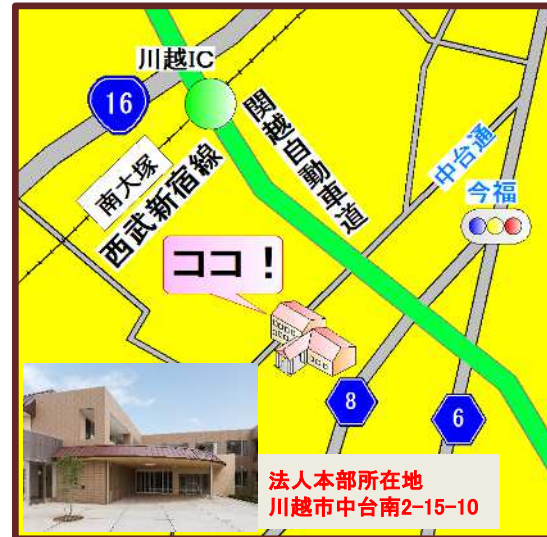 川越IC
16
関越自動車道
南大塚
西武新宿線
中台通
今福
ココ！
8
6
法人本部所在地
川越市中台南2-15-10